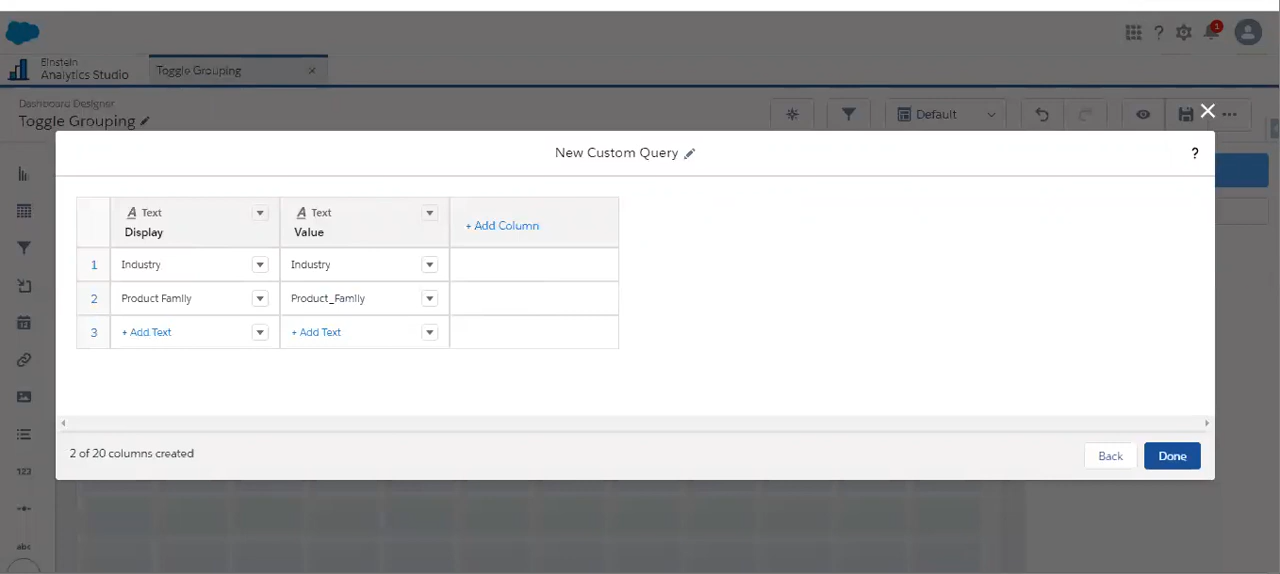 Einstein
Analytics Studio
Toggle Grouping
1
Dashboard Designer
Toggle Grouping
Default
New Custom Query
?
A Text
Display
A Text
Value
+ Add Column
1 Industry Industry
2 Product Family Product_Family
3 + Add Text + Add Text
2 of 20 columns created
Back Done
123
abc